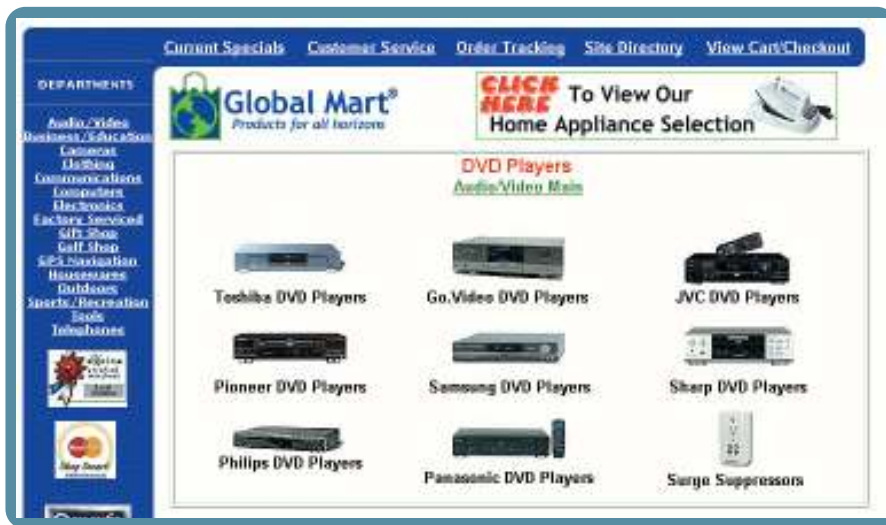 Current Specials Customer Service Order Tracking Site Directory View Cart/Checkout
DEPARTMENTS
Audio/Video
Business/Education
Cameras
Clothing
Communications
Computers
Electronics
Factory Serviced
Gift Shop
Golf Shop
GPS Navigation
Housewares
Outdoors
Sports/Recreation
Tools
Telephones
Global Mart®
Products for all horizons
CLICK HERE To View Our
Home Appliance Selection
DVD Players
Audio/Video Main
Toshiba DVD Players Go.Video DVD Players JVC DVD Players
Pioneer DVD Players Samsung DVD Players Sharp DVD Players
Philips DVD Players Panasonic DVD Players Surge Suppressors
MasterCard
Shop Smart!